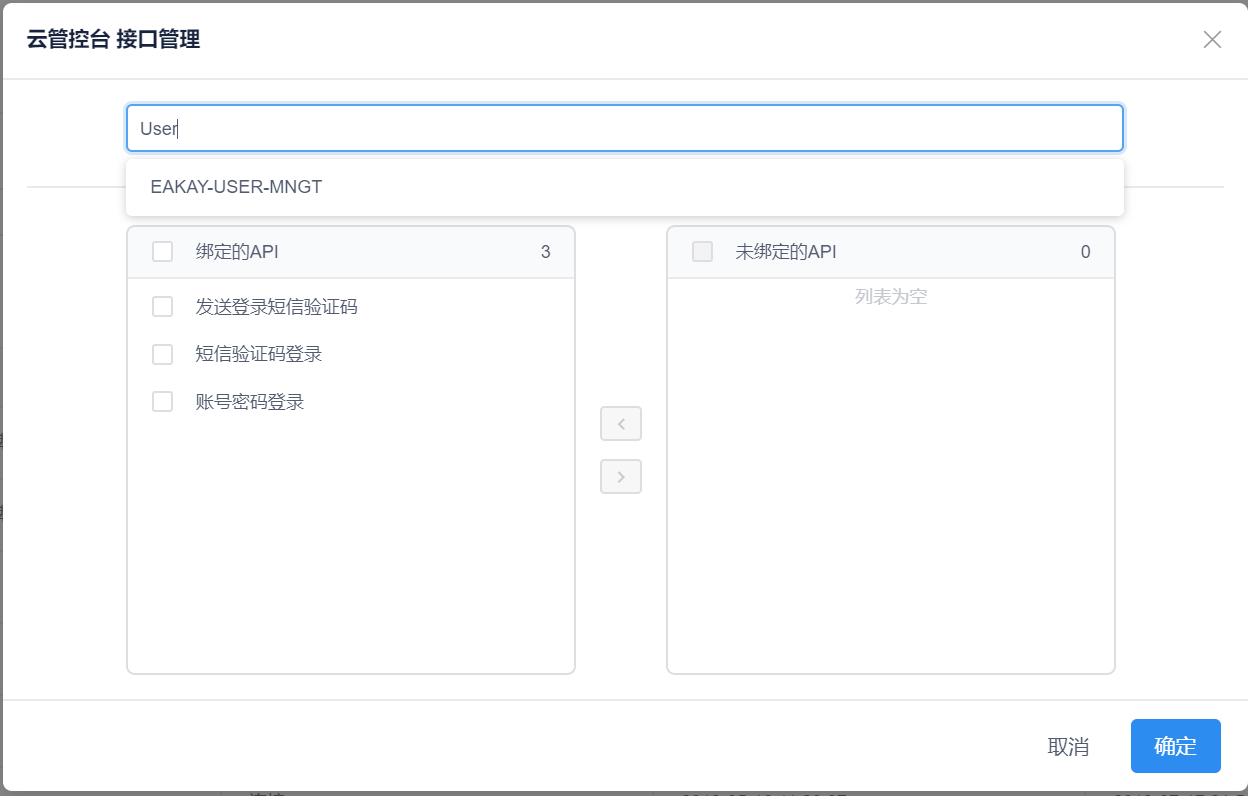 云管控台 接口管理
User
EAKAY-USER-MNGT
绑定的API 3
发送登录短信验证码
短信验证码登录
账号密码登录
未绑定的API 0
列表为空
取消 确定